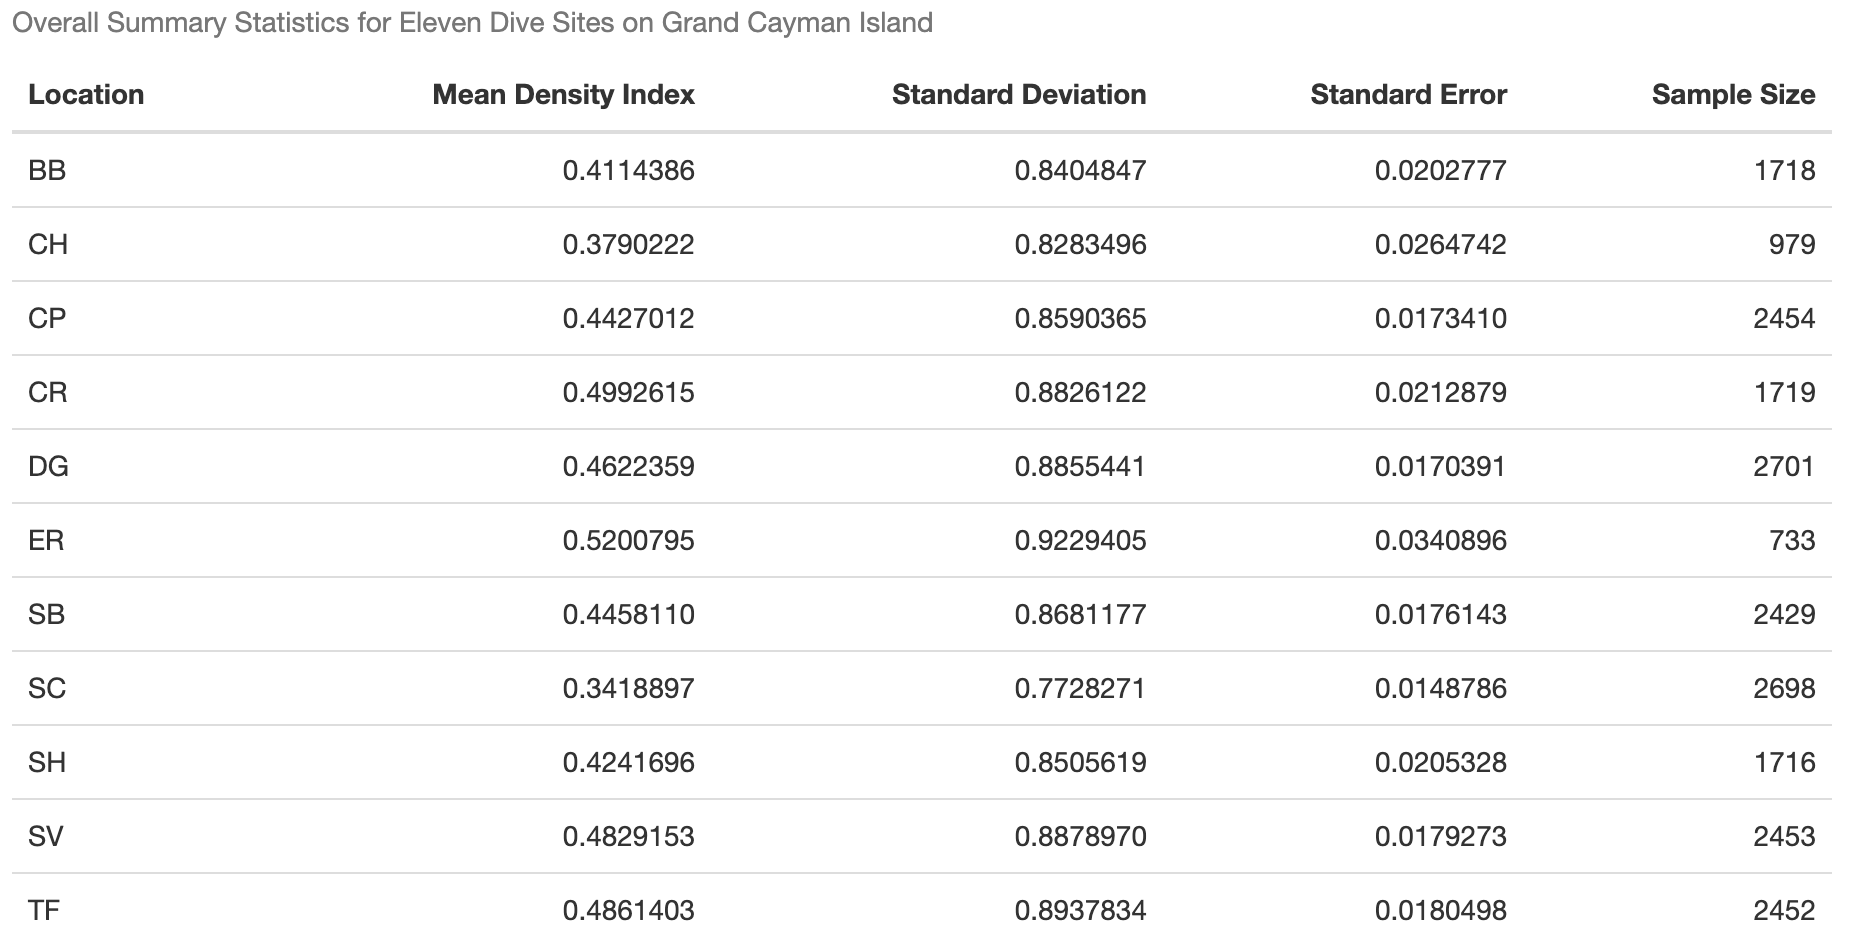 Overall Summary Statistics for Eleven Dive Sites on Grand Cayman Island
Location Mean Density Index Standard Deviation Standard Error Sample Size
BB 0.4114386 0.8404847 0.0202777 1718
CH 0.3790222 0.8283496 0.0264742 979
CP 0.4427012 0.8590365 0.0173410 2454
CR 0.4992615 0.8826122 0.0212879 1719
DG 0.4622359 0.8855441 0.0170391 2701
ER 0.5200795 0.9229405 0.0340896 733
SB 0.4458110 0.8681177 0.0176143 2429
SC 0.3418897 0.7728271 0.0148786 2698
SH 0.4241696 0.8505619 0.0205328 1716
SV 0.4829153 0.8878970 0.0179273 2453
TF 0.4861403 0.8937834 0.0180498 2452